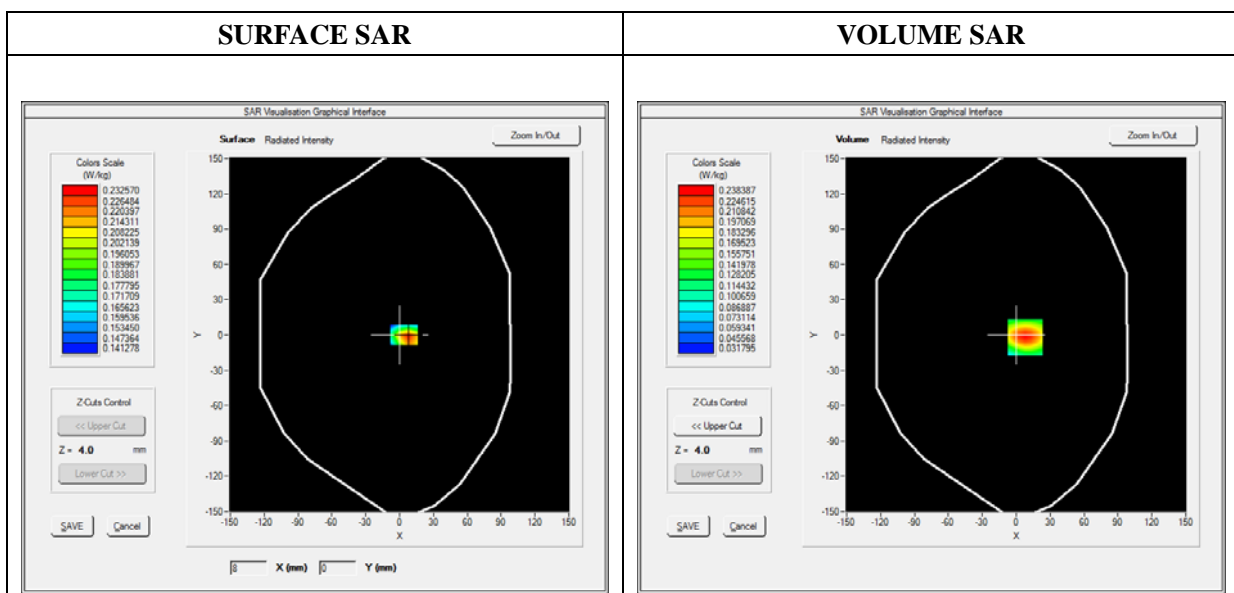 SURFACE SAR
VOLUME SAR
SAR Visualisation Graphical Interface
Surface Radiated Intensity
Zoom In/Out
Colors Scale
(W/kg)
0.232570
0.226484
0.220397
0.214311
0.208225
0.202139
0.196053
0.189967
0.183881
0.177795
0.171709
0.165623
0.159536
0.153450
0.147364
0.141278
Z-Cuts Control
<< Upper Cut
Z = 4.0 mm
Lower Cut >>
SAVE Cancel
150
120
90
60
30
0
-30
-60
-90
-120
-150
Y
-150 -120 -90 -60 -30 0 30 60 90 120 150
X
8 X (mm) 0 Y (mm)
SAR Visualisation Graphical Interface
Volume Radiated Intensity
Zoom In/Out
Colors Scale
(W/kg)
0.238387
0.224615
0.210842
0.197069
0.183296
0.169523
0.155751
0.141978
0.128205
0.114432
0.100659
0.086887
0.073114
0.059341
0.045568
0.031795
Z-Cuts Control
<< Upper Cut
Z = 4.0 mm
Lower Cut >>
SAVE Cancel
150
120
90
60
30
0
-30
-60
-90
-120
-150
Y
-150 -120 -90 -60 -30 0 30 60 90 120 150
X